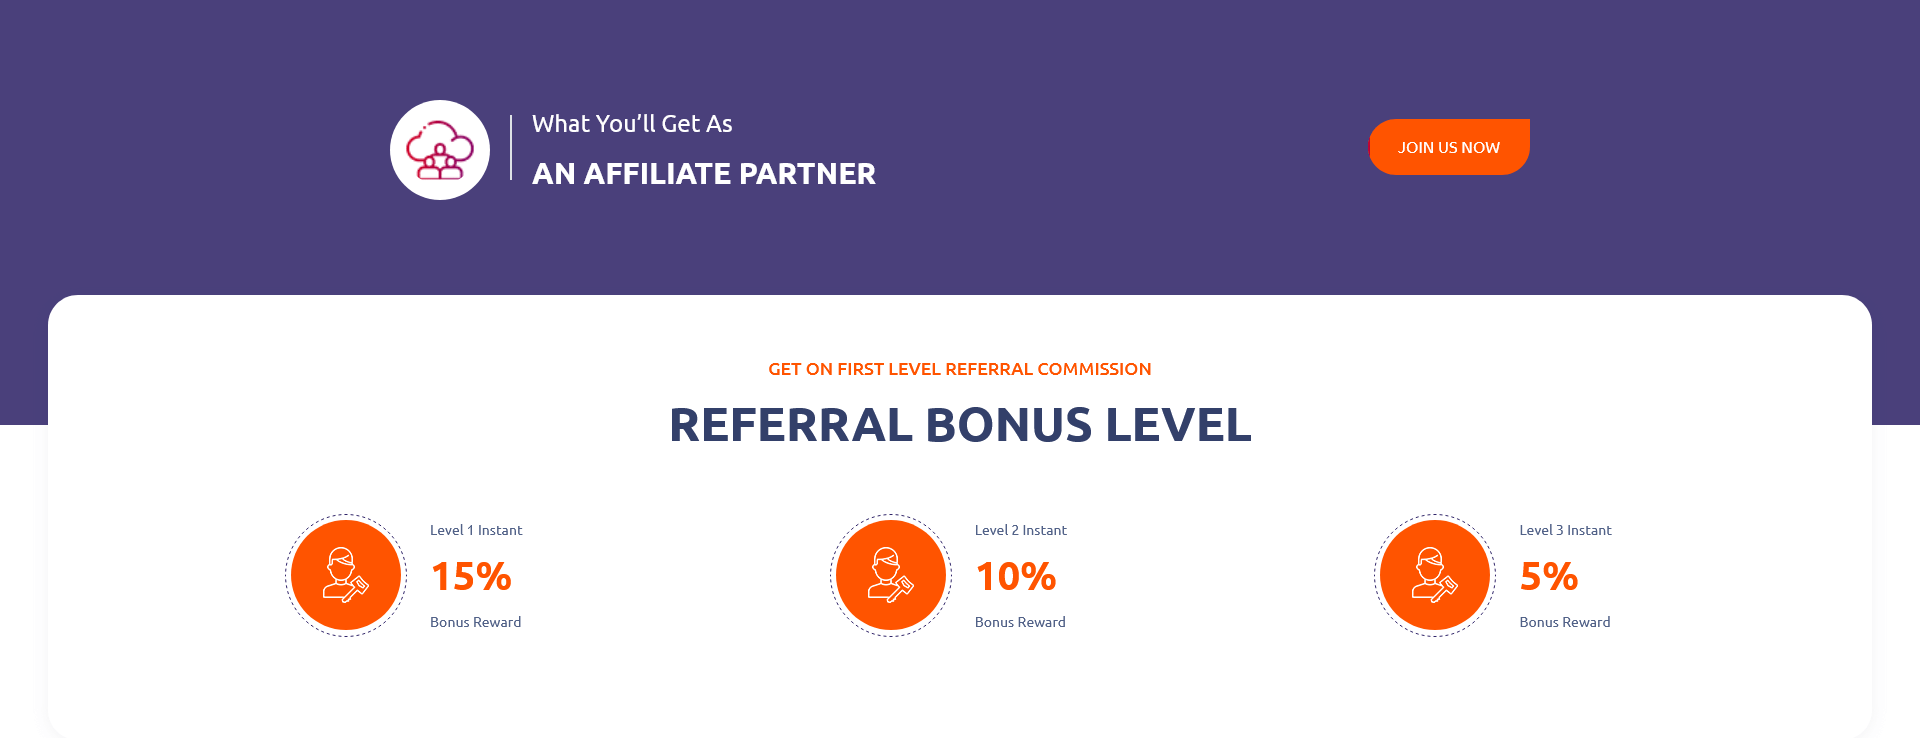 What You’ll Get As
AN AFFILIATE PARTNER
JOIN US NOW
GET ON FIRST LEVEL REFERRAL COMMISSION
REFERRAL BONUS LEVEL
Level 1 Instant
15%
Bonus Reward
Level 2 Instant
10%
Bonus Reward
Level 3 Instant
5%
Bonus Reward